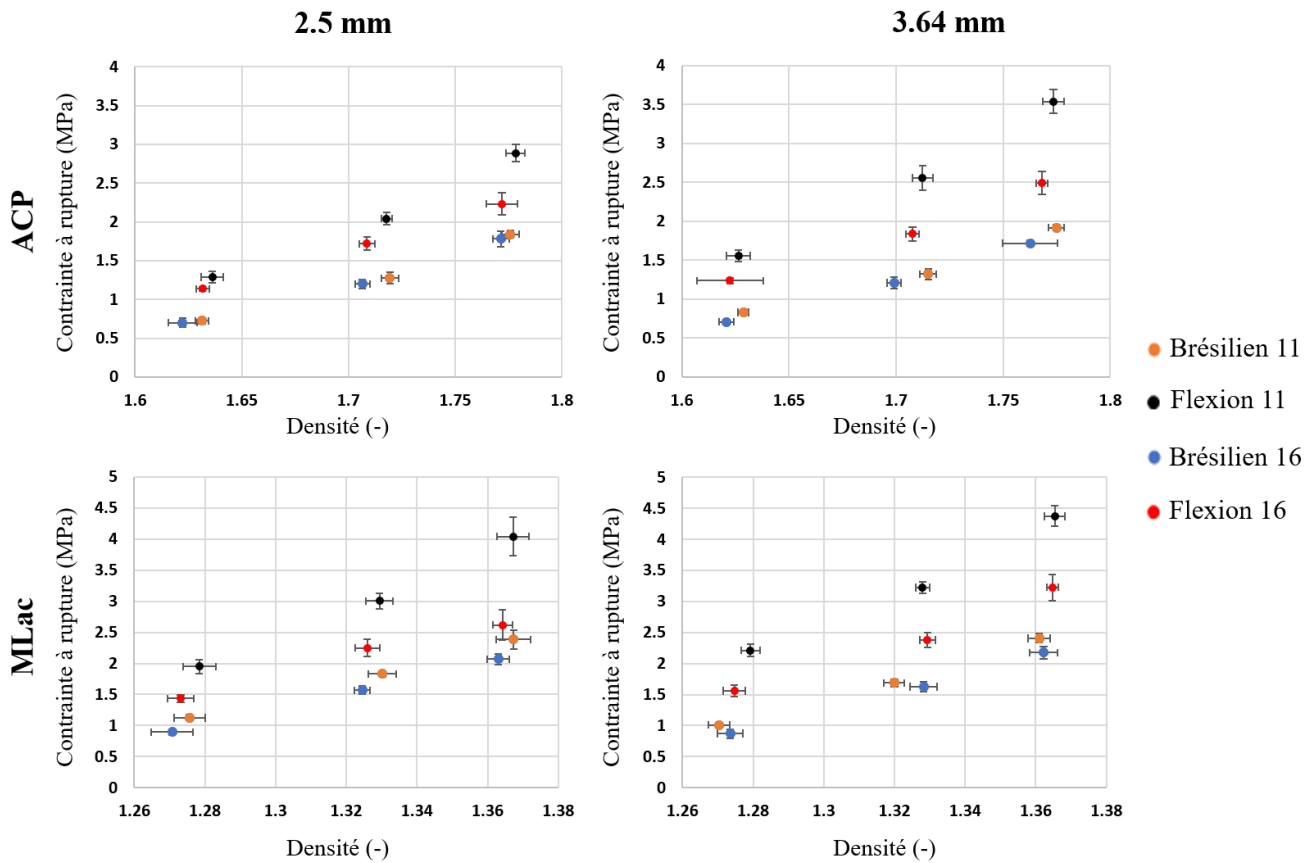 2.5 mm
3.64 mm
ACP
Contrainte à rupture (MPa)
4
3.5
3
2.5
2
1.5
1
0.5
0
1.6 1.65 1.7 1.75 1.8
Densité (-)
Contrainte à rupture (MPa)
4
3.5
3
2.5
2
1.5
1
0.5
0
1.6 1.65 1.7 1.75 1.8
Densité (-)
MLac
Contrainte à rupture (MPa)
5
4.5
4
3.5
3
2.5
2
1.5
1
0.5
0
1.26 1.28 1.3 1.32 1.34 1.36 1.38
Densité (-)
Contrainte à rupture (MPa)
5
4.5
4
3.5
3
2.5
2
1.5
1
0.5
0
1.26 1.28 1.3 1.32 1.34 1.36 1.38
Densité (-)
Brésilien 11
Flexion 11
Brésilien 16
Flexion 16